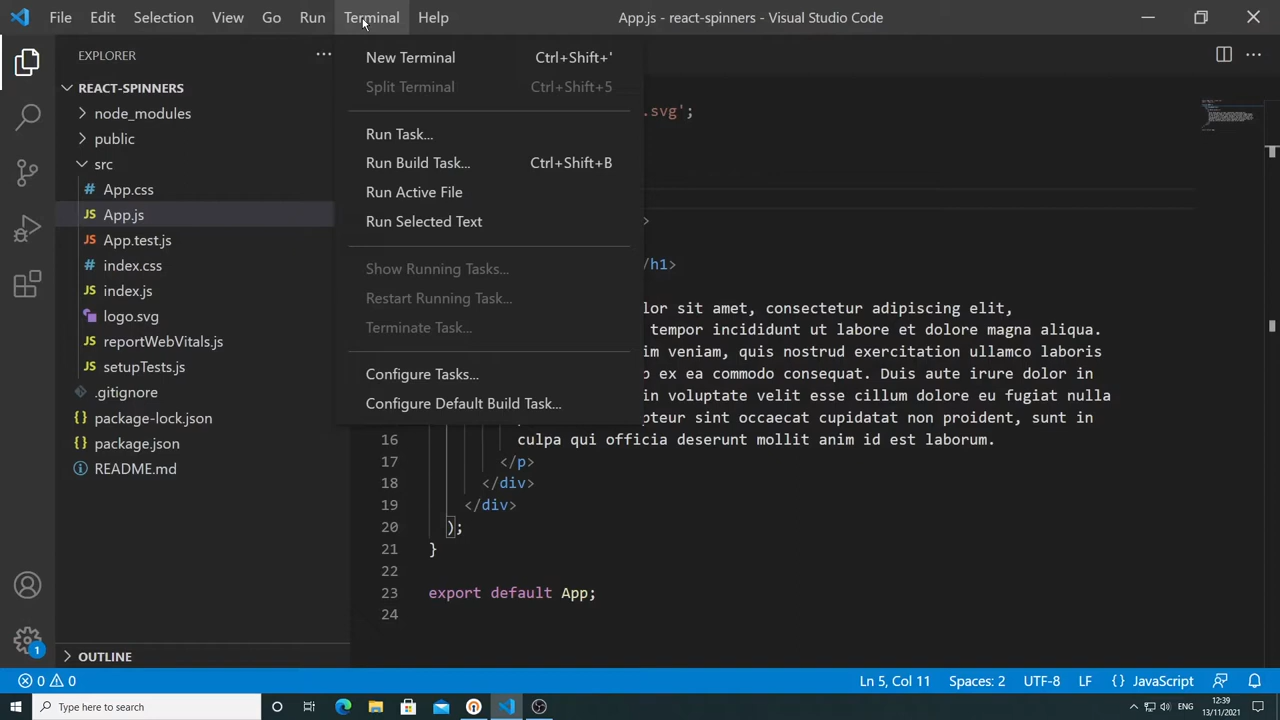 File Edit Selection View Go Run Terminal Help
App.js - react-spinners - Visual Studio Code
EXPLORER
REACT-SPINNERS
node_modules
public
src
# App.css
JS App.js
JS App.test.js
# index.css
JS index.js
logo.svg
JS reportWebVitals.js
JS setupTests.js
.gitignore
{} package-lock.json
{} package.json
README.md
OUTLINE
New Terminal Ctrl+Shift+'
Split Terminal Ctrl+Shift+5
Run Task...
Run Build Task... Ctrl+Shift+B
Run Active File
Run Selected Text
Show Running Tasks...
Restart Running Task...
Terminate Task...
Configure Tasks...
Configure Default Build Task...
.svg';
>
</h1>
lor sit amet, consectetur adipiscing elit,
tempor incididunt ut labore et dolore magna aliqua.
im veniam, quis nostrud exercitation ullamco laboris
p ex ea commodo consequat. Duis aute irure dolor in
n voluptate velit esse cillum dolore eu fugiat nulla
pteur sint occaecat cupidatat non proident, sunt in
16 culpa qui officia deserunt mollit anim id est laborum.
17 </p>
18 </div>
19 </div>
20 );
21 }
22
23 export default App;
24
1
0 0
Ln 5, Col 11 Spaces: 2 UTF-8 LF {} JavaScript
Type here to search
ENG
12:39
13/11/2021